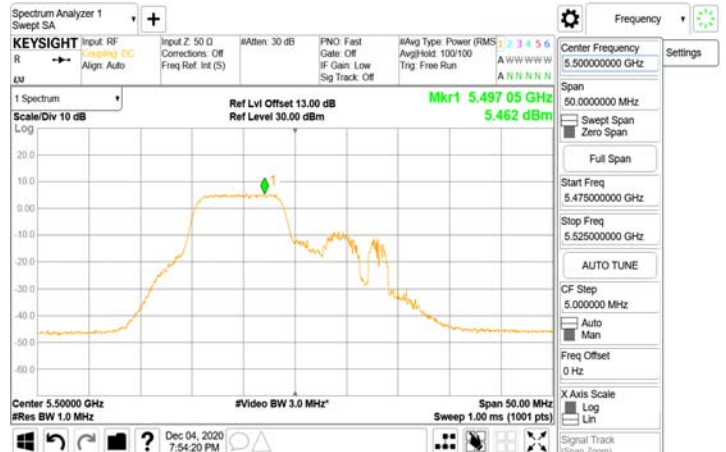 Spectrum Analyzer 1
Swept SA
+
Frequency
KEYSIGHT
R
Input: RF
Coupling: DC
Align: Auto
Input Z: 50 Ω
Corrections: Off
Freq Ref: Int (S)
#Atten: 30 dB
PNO: Fast
Gate: Off
IF Gain: Low
Sig Track: Off
#Avg Type: Power (RMS
Avg|Hold: 100/100
Trig: Free Run
1 2 3 4 5 6
A W W W W W
A N N N N N
1 Spectrum
Scale/Div 10 dB
Log
Ref Lvl Offset 13.00 dB
Ref Level 30.00 dBm
Mkr1 5.497 05 GHz
5.462 dBm
1
20.0
10.0
0.00
-10.0
-20.0
-30.0
-40.0
-50.0
-60.0
Center 5.50000 GHz
#Res BW 1.0 MHz
#Video BW 3.0 MHz*
Span 50.00 MHz
Sweep 1.00 ms (1001 pts)
?
Dec 04, 2020
7:54:20 PM
Center Frequency
5.500000000 GHz
Settings
Span
50.0000000 MHz
Swept Span
Zero Span
Full Span
Start Freq
5.475000000 GHz
Stop Freq
5.525000000 GHz
AUTO TUNE
CF Step
5.000000 MHz
Auto
Man
Freq Offset
0 Hz
X Axis Scale
Log
Lin
Signal Track
(Span Zoom)